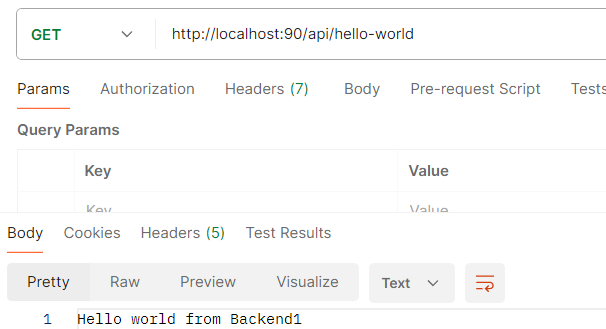 GET http://localhost:90/api/hello-world
Params Authorization Headers (7) Body Pre-request Script Tests
Query Params
Key Value
Key Value
Body Cookies Headers (5) Test Results
Pretty Raw Preview Visualize Text
1 Hello world from Backend1